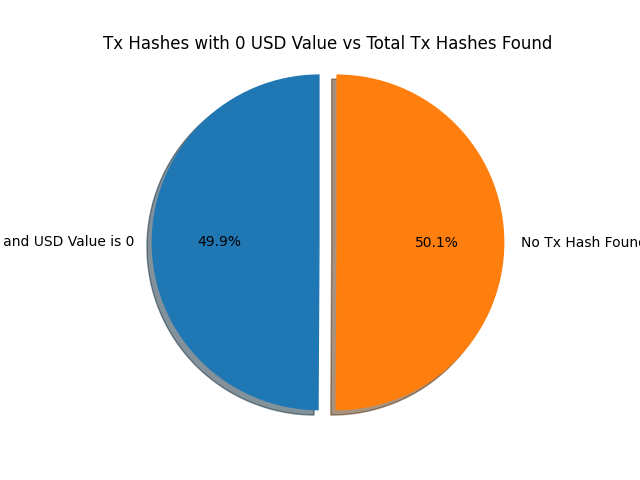 Tx Hashes with 0 USD Value vs Total Tx Hashes Found
and USD Value is 0
49.9%
50.1%
No Tx Hash Found